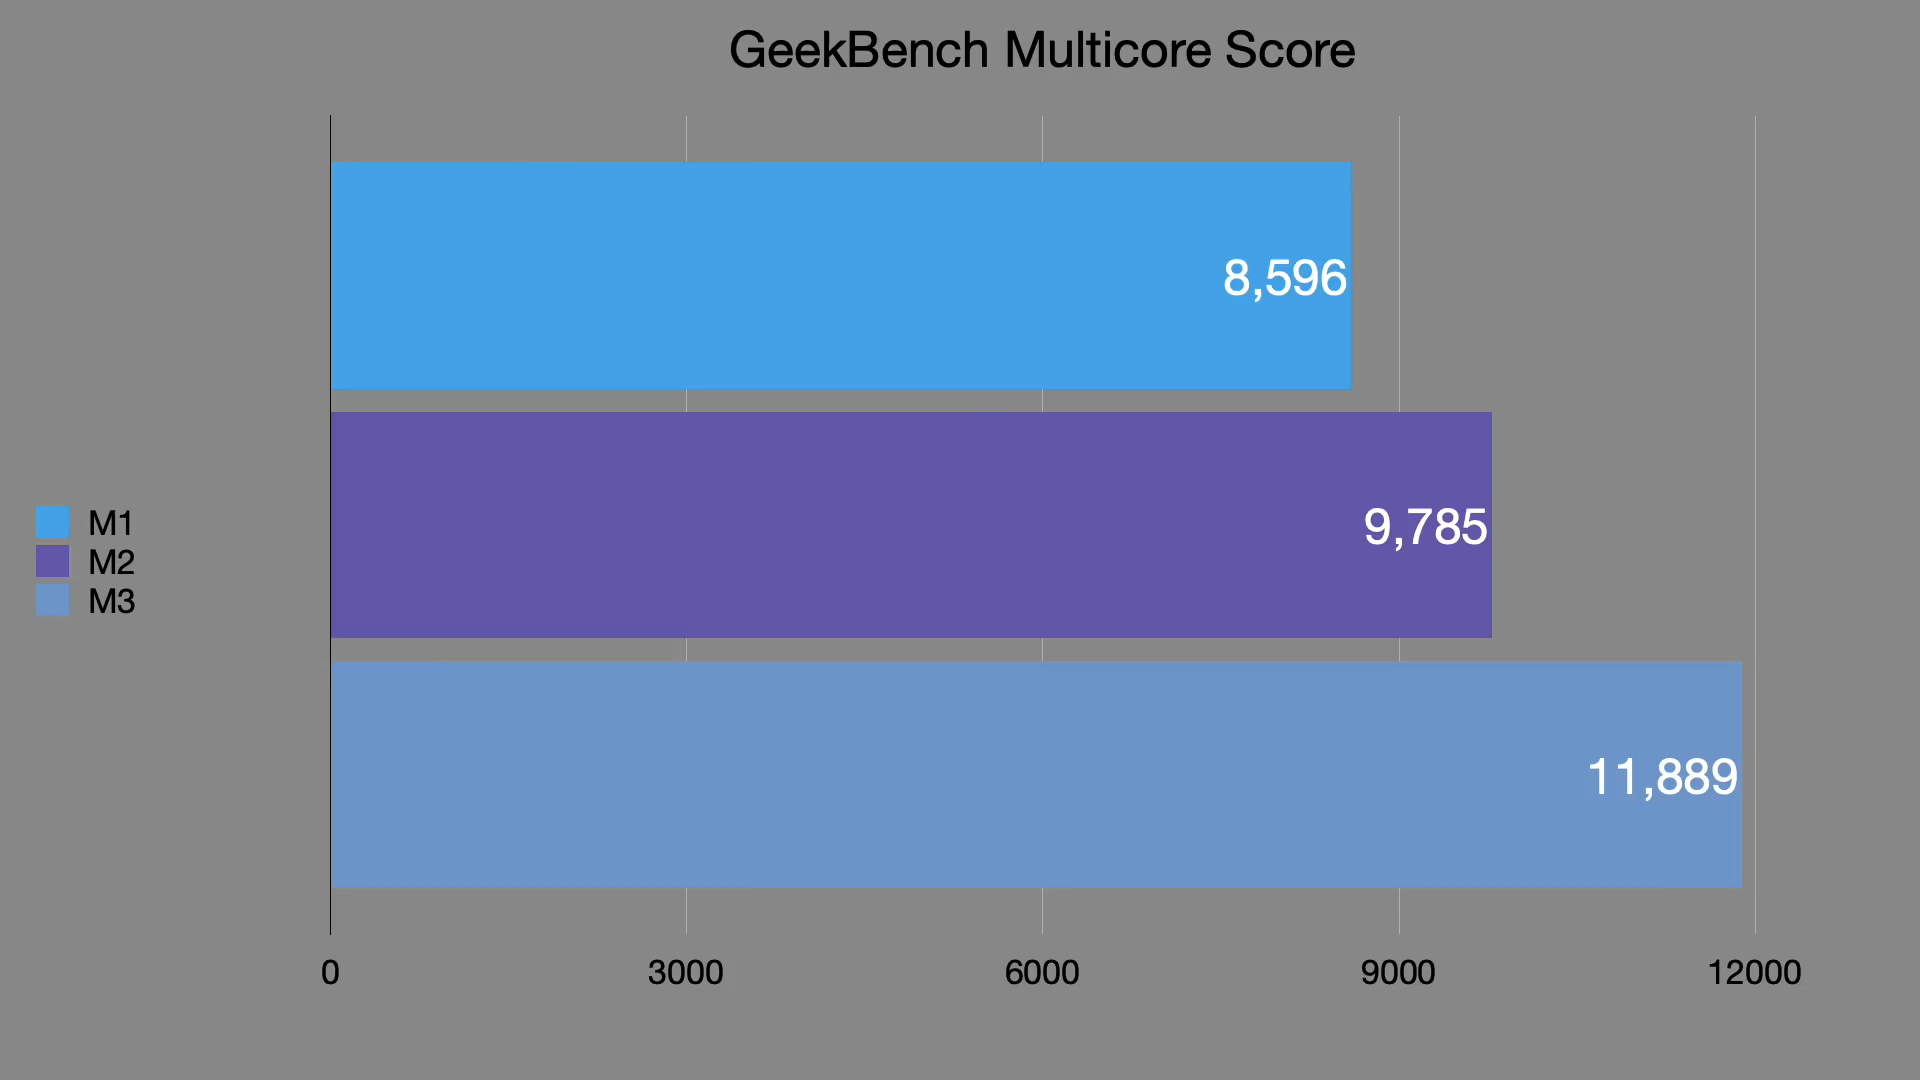 GeekBench Multicore Score
8,596
9,785
11,889
M1
M2
M3
0 3000 6000 9000 12000